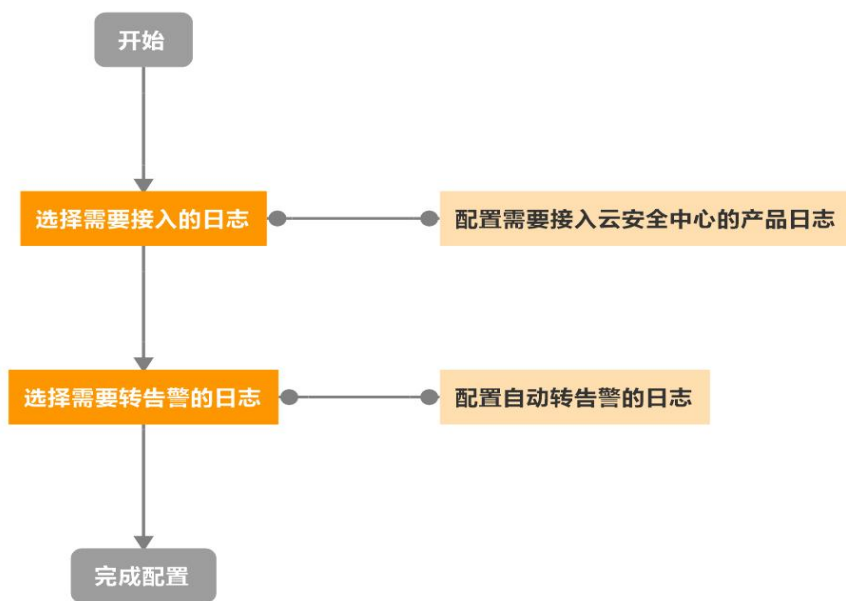 开始
选择需要接入的日志
配置需要接入云安全中心的产品日志
选择需要转告警的日志
配置自动转告警的日志
完成配置